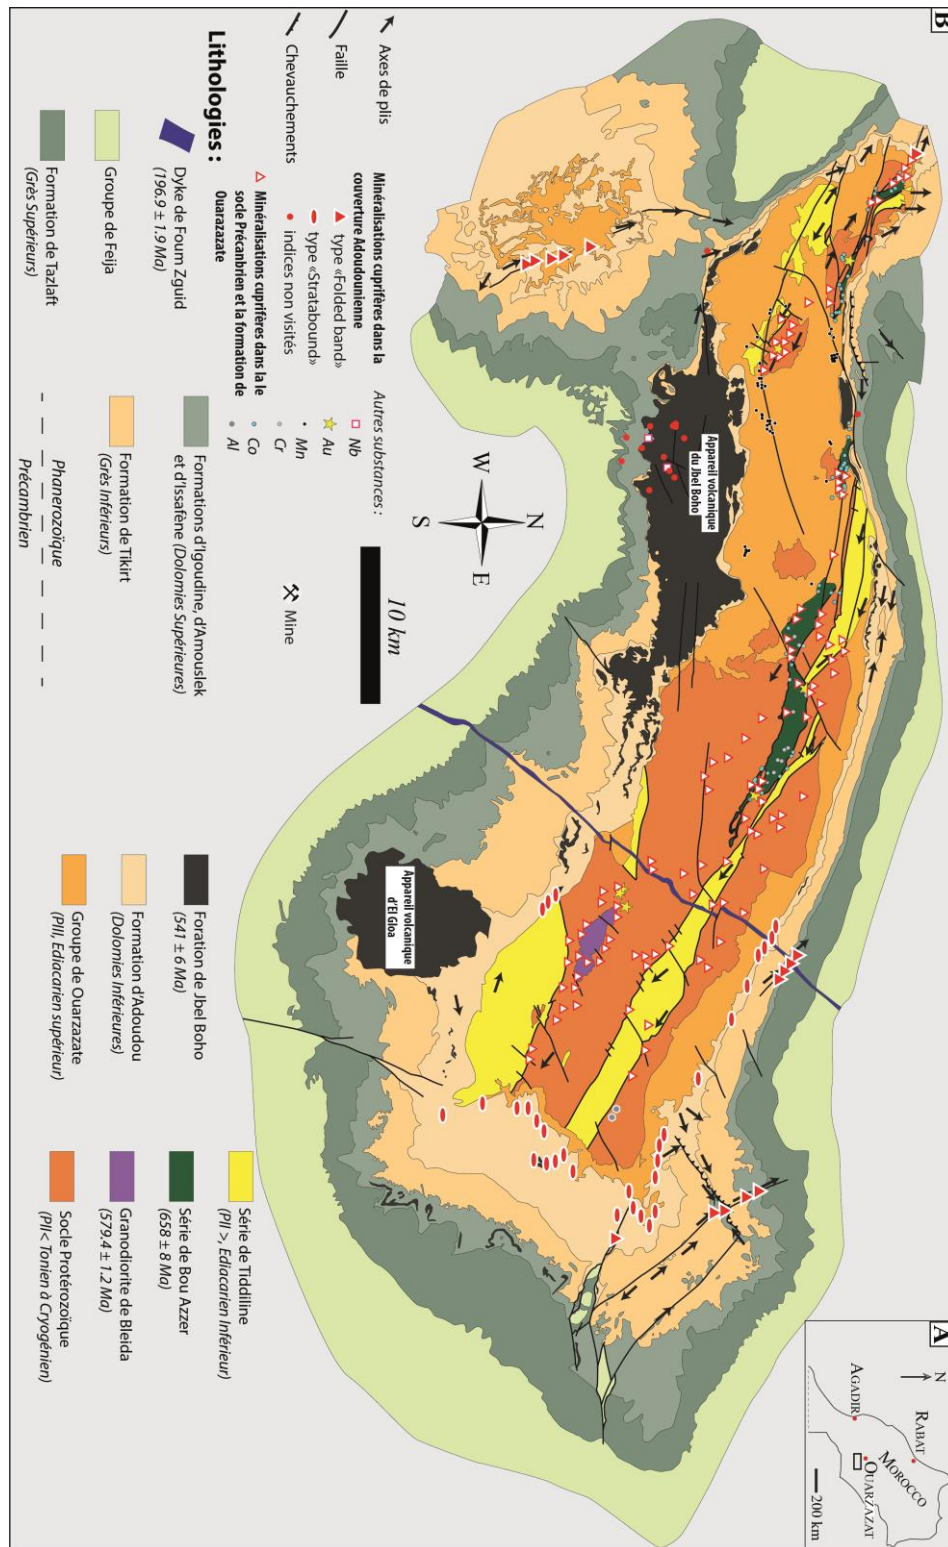 B
A
N
RABAT
AGADIR
MOROCCO
OUARZAZAT
200 km
Appareil volcanique
du Jbel Boho
Appareil volcanique
d'El Gloa
N
W
E
S
10 km
Mine
Axes de plis
Faille
Chevauchements
Minéralisations cuprifères dans la
couverture Adoudounienne
type «Folded band»
type «Stratabound»
indices non visités
Minéralisations cuprifères dans la le
socle Précanbrien et la formation de
Ouarzazate
Autres substances :
Nb
Au
Mn
Cr
Co
Al
Lithologies :
Dyke de Foum Zguid
(196.9 ± 1.9 Ma)
Groupe de Feija
Formation de Tazlaft
(Grès Supérieurs)
Formations d'Igoudine, d'Amouslek
et d'Issafène (Dolomies Supérieures)
Formation de Tikirt
(Grès Inférieurs)
Phanerozoïque
Précambrien
Foration de Jbel Boho
(541 ± 6 Ma)
Formation d'Adoudou
(Dolomies Inférieures)
Groupe de Ouarzazate
(PIII, Ediacarien supérieur)
Série de Tiddiline
(PII >, Ediacarien Inférieur)
Série de Bou Azzer
(658 ± 8 Ma)
Granodiorite de Bleida
(579.4 ± 1.2 Ma)
Socle Protérozoïque
(PII< Tonien à Cryogénien)